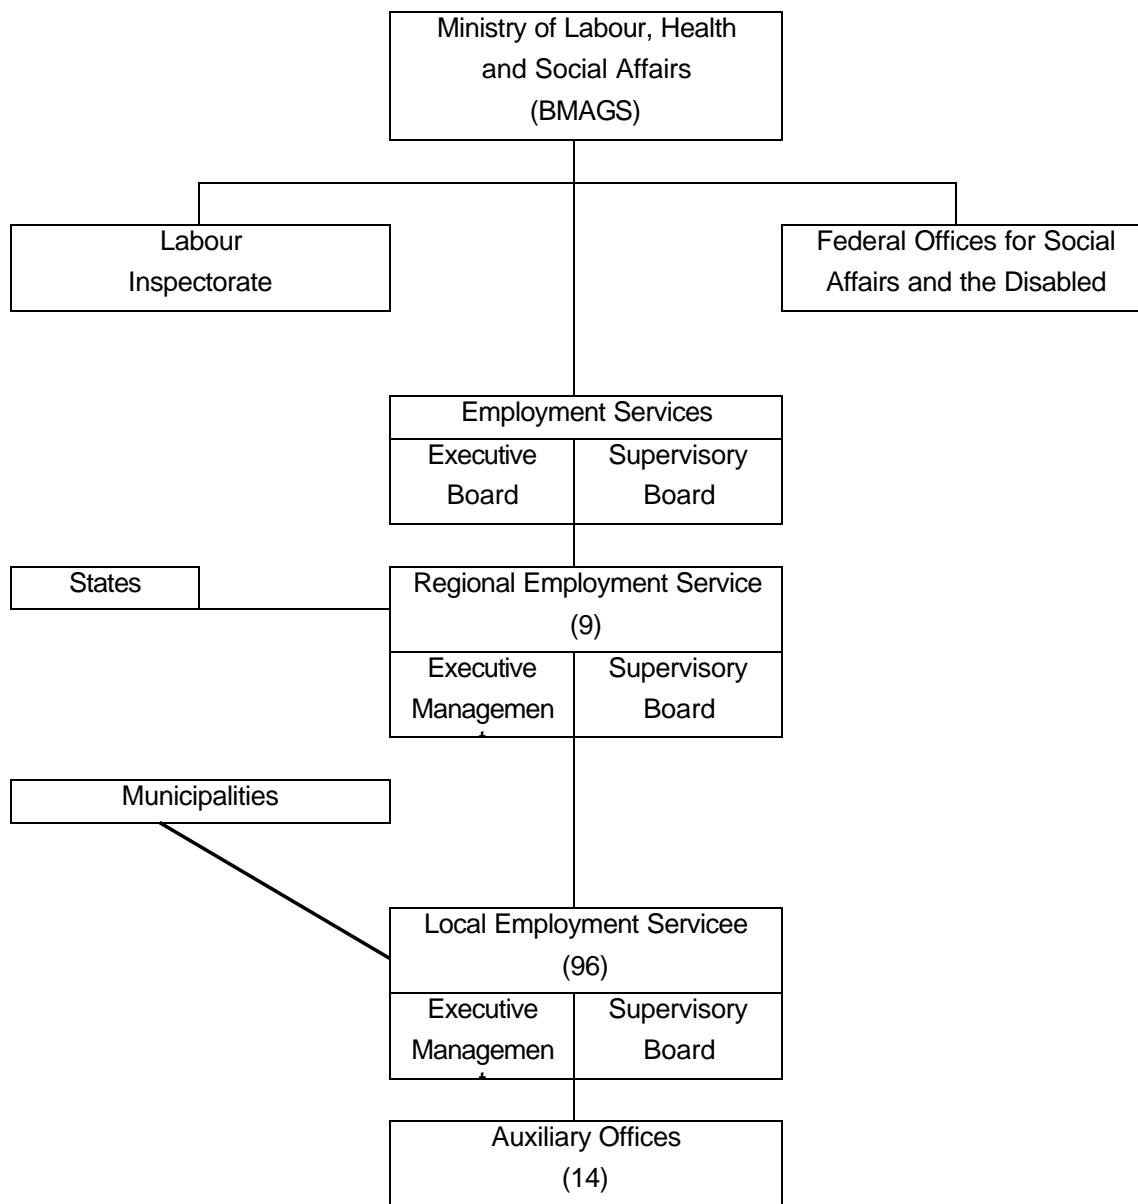 Ministry of Labour, Health
and Social Affairs
(BMAGS)
Labour
Inspectorate
Federal Offices for Social
Affairs and the Disabled
Employment Services
Executive
Board
Supervisory
Board
States
Regional Employment Service
(9)
Executive
Managemen
t
Supervisory
Board
Municipalities
Local Employment Servicee
(96)
Executive
Managemen
t
Supervisory
Board
Auxiliary Offices
(14)